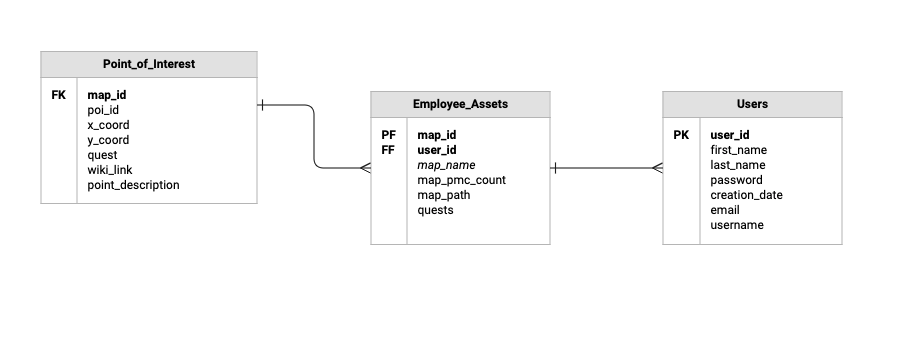 Point_of_Interest
FK map_id
poi_id
x_coord
y_coord
quest
wiki_link
point_description
Employee_Assets
PF map_id
FF user_id
map_name
map_pmc_count
map_path
quests
Users
PK user_id
first_name
last_name
password
creation_date
email
username